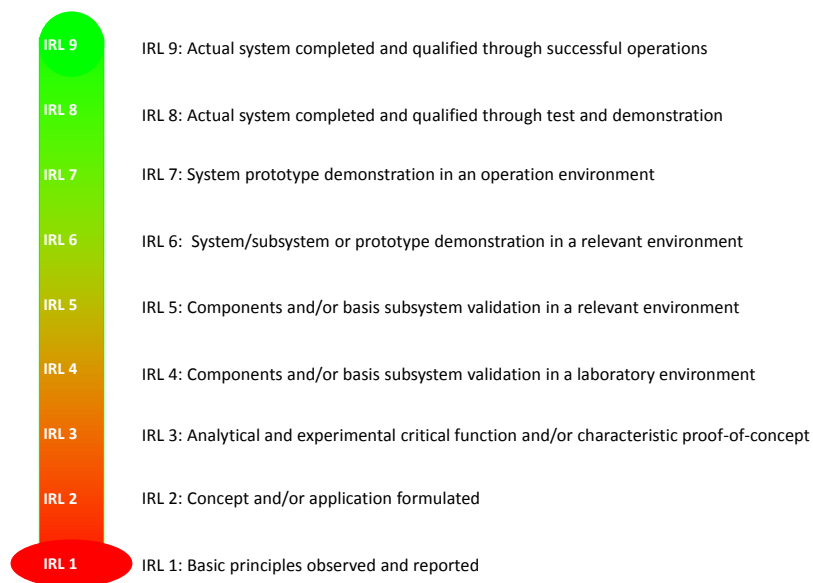 IRL 9
IRL 9: Actual system completed and qualified through successful operations
IRL 8
IRL 8: Actual system completed and qualified through test and demonstration
IRL 7
IRL 7: System prototype demonstration in an operation environment
IRL 6
IRL 6:  System/subsystem or prototype demonstration in a relevant environment
IRL 5
IRL 5: Components and/or basis subsystem validation in a relevant environment
IRL 4
IRL 4: Components and/or basis subsystem validation in a laboratory environment
IRL 3
IRL 3: Analytical and experimental critical function and/or characteristic proof-of-concept
IRL 2
IRL 2: Concept and/or application formulated
IRL 1
IRL 1: Basic principles observed and reported